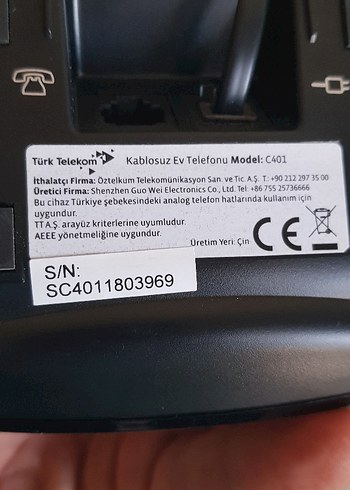 Türk Telekom Kablosuz Ev Telefonu Model: C401
İthalatçı Firma: Öztelkum Telekomünikasyon San. ve Tic. A.Ş. T: +90 212 297 35 00
Üretici Firma: Shenzhen Guo Wei Electronics Co., Ltd. Tel: +86 755 25736666
Bu cihaz Türkiye şebekesindeki analog telefon hatlarında kullanım için
uygundur.
TT A.Ş. arayüz kriterlerine uyumludur.
AEEE yönetmeliğine uygundur.
Üretim Yeri: Çin CE
S/N:
SC4011803969